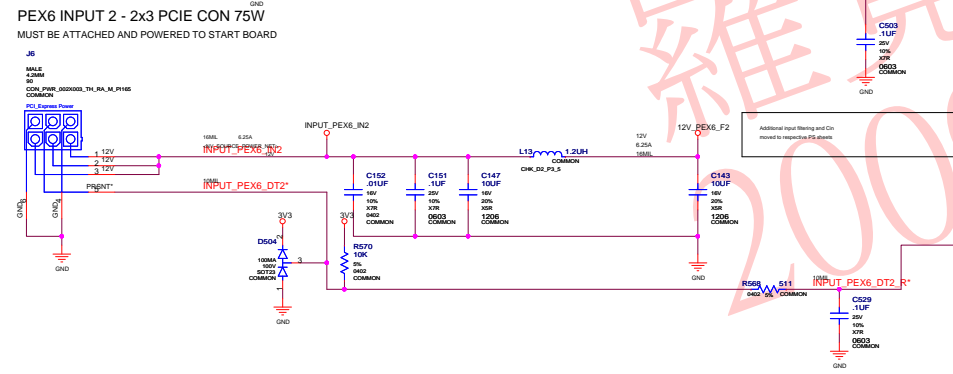 GND
PEX6 INPUT 2 - 2x3 PCIE CON 75W
MUST BE ATTACHED AND POWERED TO START BOARD
J6
MALE
4.2MM
90
CON_PWR_002X003_TH_RA_M_PI165
COMMON
PCI_Express Power
1 12V
2 12V
3 12V
PRSNT*
GND
GND
GND
16MIL 6.25A
INPUT_PEX6_IN2
12V
10MIL
INPUT_PEX6_DT2*
INPUT_PEX6_IN2
C152
.01UF
16V
10%
X7R
0402
COMMON
C151
.1UF
25V
10%
X7R
0603
COMMON
C147
10UF
16V
20%
X5R
1206
COMMON
L13 1.2UH
COMMON
CHK_D2_P3_5
12V
6.25A
16MIL
12V_PEX6_F2
C143
10UF
16V
20%
X5R
1206
COMMON
GND
3V3
D504
100MA
100V
SOT23
COMMON
2
3
1
GND
3V3
R570
10K
5%
0402
COMMON
R568 511
0402 5% COMMON
10MIL
INPUT_PEX6_DT2_R*
C529
.1UF
25V
10%
X7R
0603
COMMON
GND
C503
.1UF
25V
10%
X7R
0603
COMMON
GND
Additional input filtering and Cin
moved to respective PS sheets
羅
200